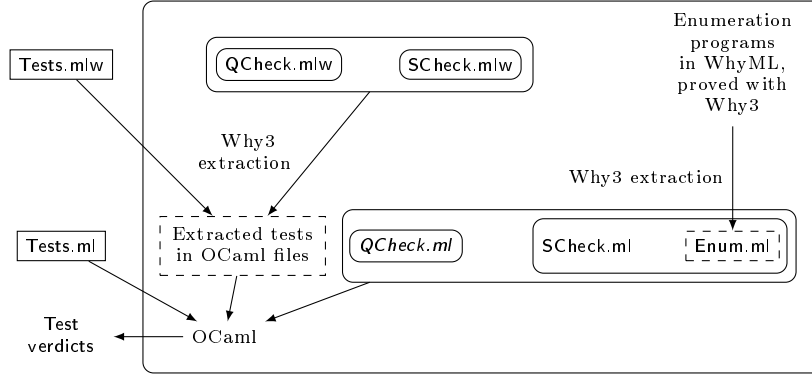 Enumeration
programs
in WhyML,
proved with
Why3
Tests.mlw
QCheck.mlw
SCheck.mlw
Why3
extraction
Why3 extraction
Tests.ml
Extracted tests
in OCaml files
QCheck.ml
SCheck.ml
Enum.ml
Test
verdicts
OCaml